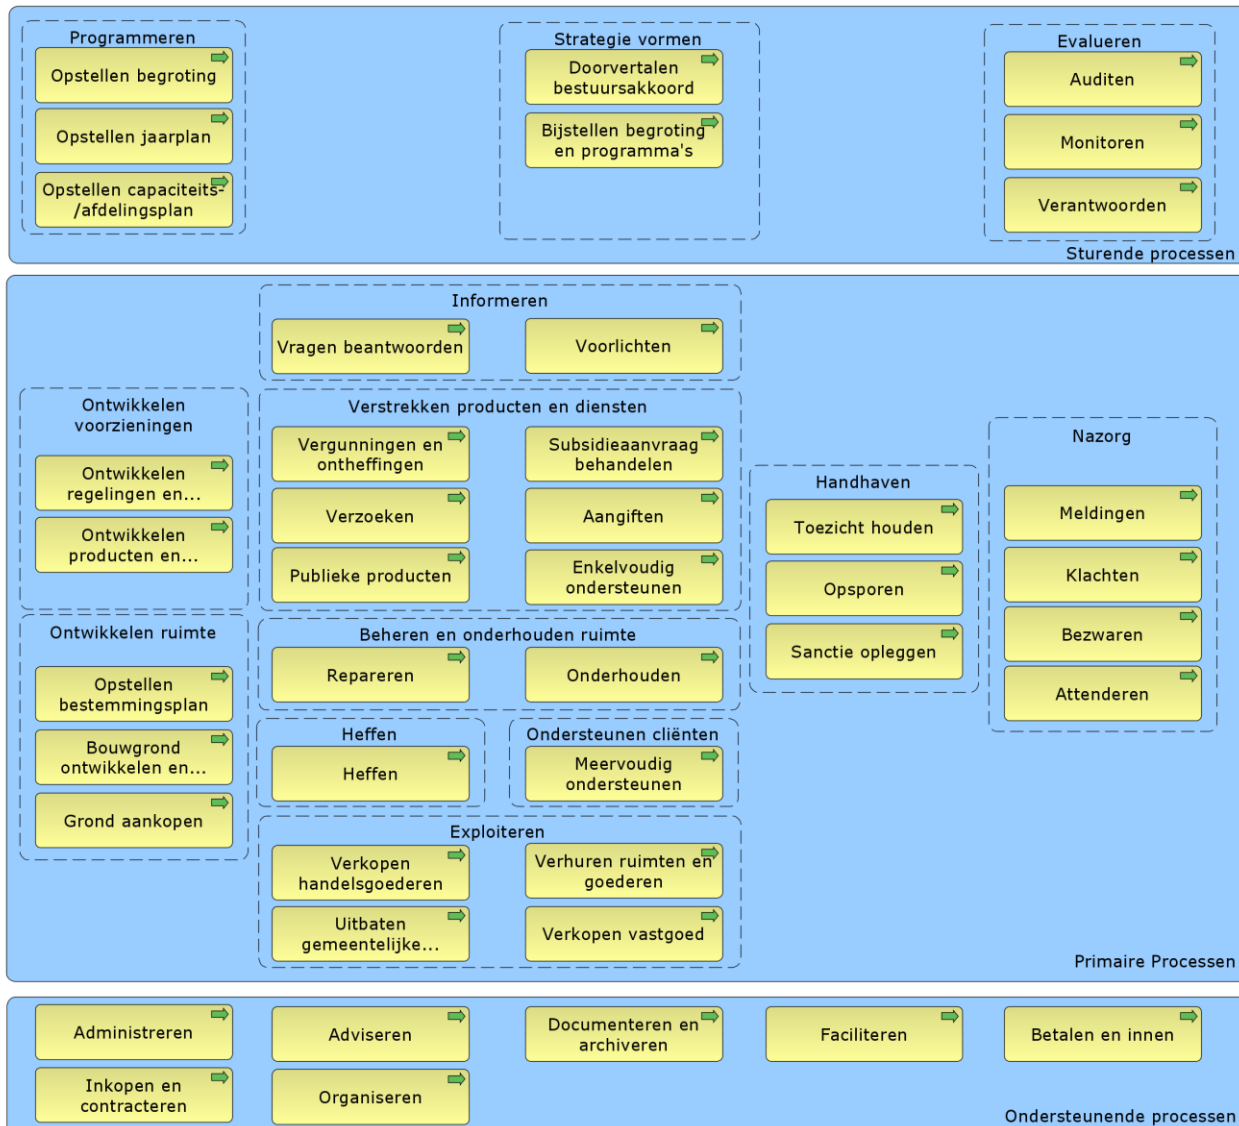 Programmeren
Opstellen begroting
Opstellen jaarplan
Opstellen capaciteits-
/afdelingsplan
Strategie vormen
Doorvertalen
bestuursakkoord
Bijstellen begroting
en programma's
Evalueren
Auditen
Monitoren
Verantwoorden
Sturende processen
Informeren
Vragen beantwoorden
Voorlichten
Ontwikkelen
voorzieningen
Ontwikkelen
regelingen en...
Ontwikkelen
producten en...
Verstrekken producten en diensten
Vergunningen en
ontheffingen
Subsidieaanvraag
behandelen
Verzoeken
Aangiften
Publieke producten
Enkelvoudig
ondersteunen
Handhaven
Toezicht houden
Opsporen
Sanctie opleggen
Nazorg
Meldingen
Klachten
Bezwaren
Attenderen
Ontwikkelen ruimte
Opstellen
bestemmingsplan
Bouwgrond
ontwikkelen en...
Grond aankopen
Beheren en onderhouden ruimte
Repareren
Onderhouden
Heffen
Heffen
Ondersteunen cliënten
Meervoudig
ondersteunen
Exploiteren
Verkopen
handelsgoederen
Verhuren ruimten en
goederen
Uitbaten
gemeentelijke...
Verkopen vastgoed
Primaire Processen
Administreren
Adviseren
Documenteren en
archiveren
Faciliteren
Betalen en innen
Inkopen en
contracteren
Organiseren
Ondersteunende processen